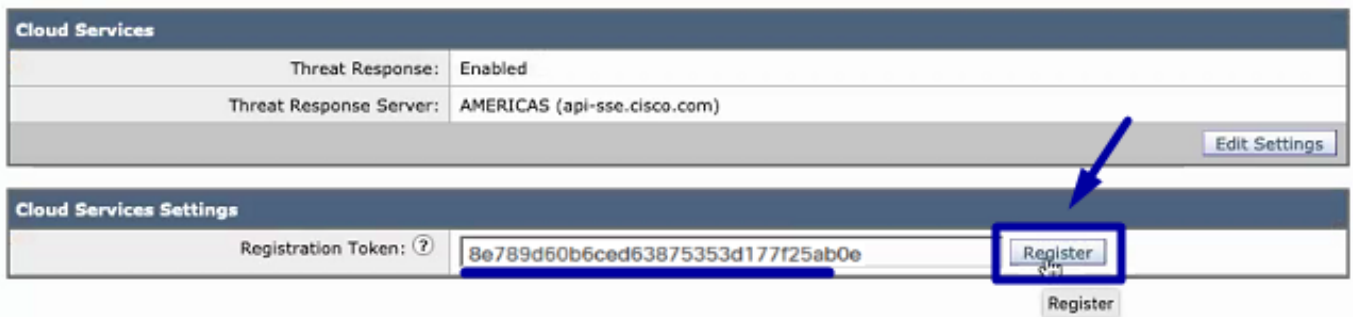 Cloud Services
Threat Response: Enabled
Threat Response Server: AMERICAS (api-sse.cisco.com)
Edit Settings
Cloud Services Settings
Registration Token: ? 8e789d60b6ced63875353d177f25ab0e Register
Register